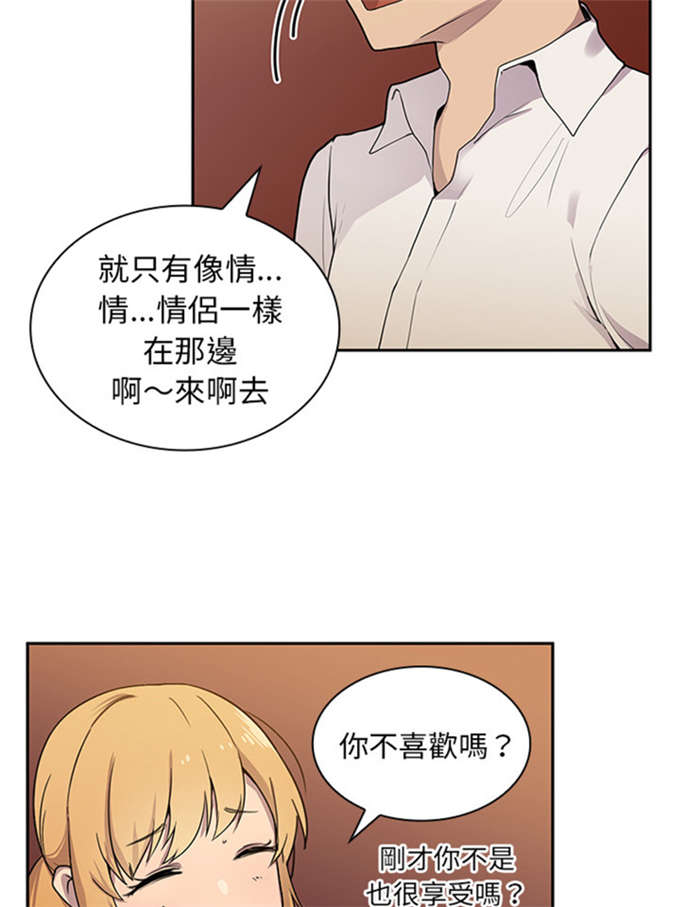 就只有像情...
情...情侶一樣
在那邊
啊～來啊去
你不喜歡嗎？
剛才你不是
也很享受嗎？